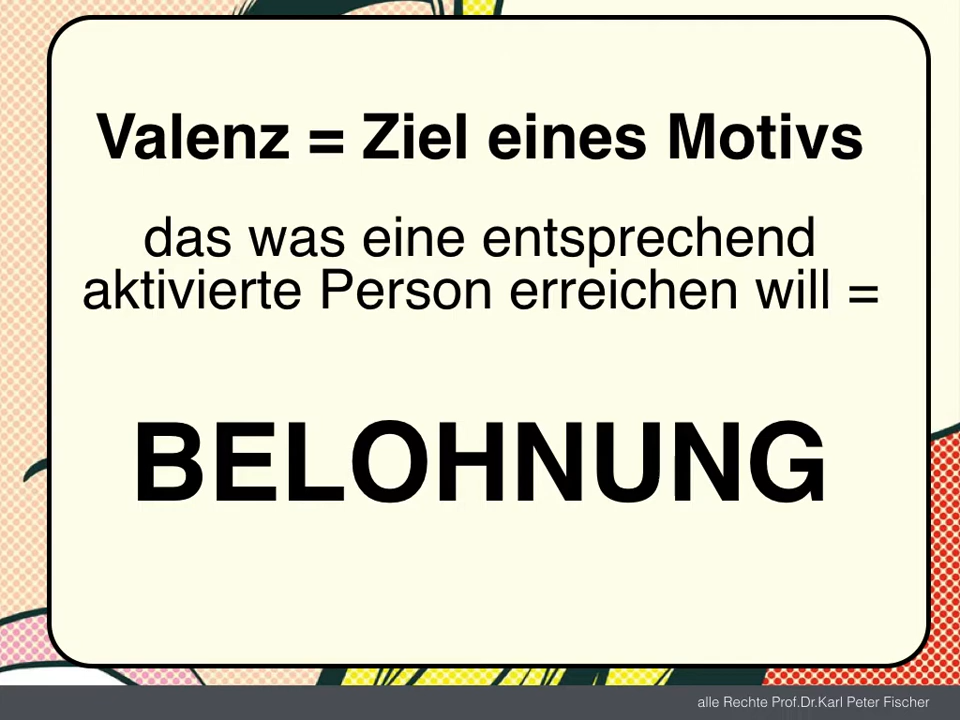 Valenz = Ziel eines Motivs
das was eine entsprechend
aktivierte Person erreichen will =
BELOHNUNG
alle Rechte Prof.Dr.Karl Peter Fischer